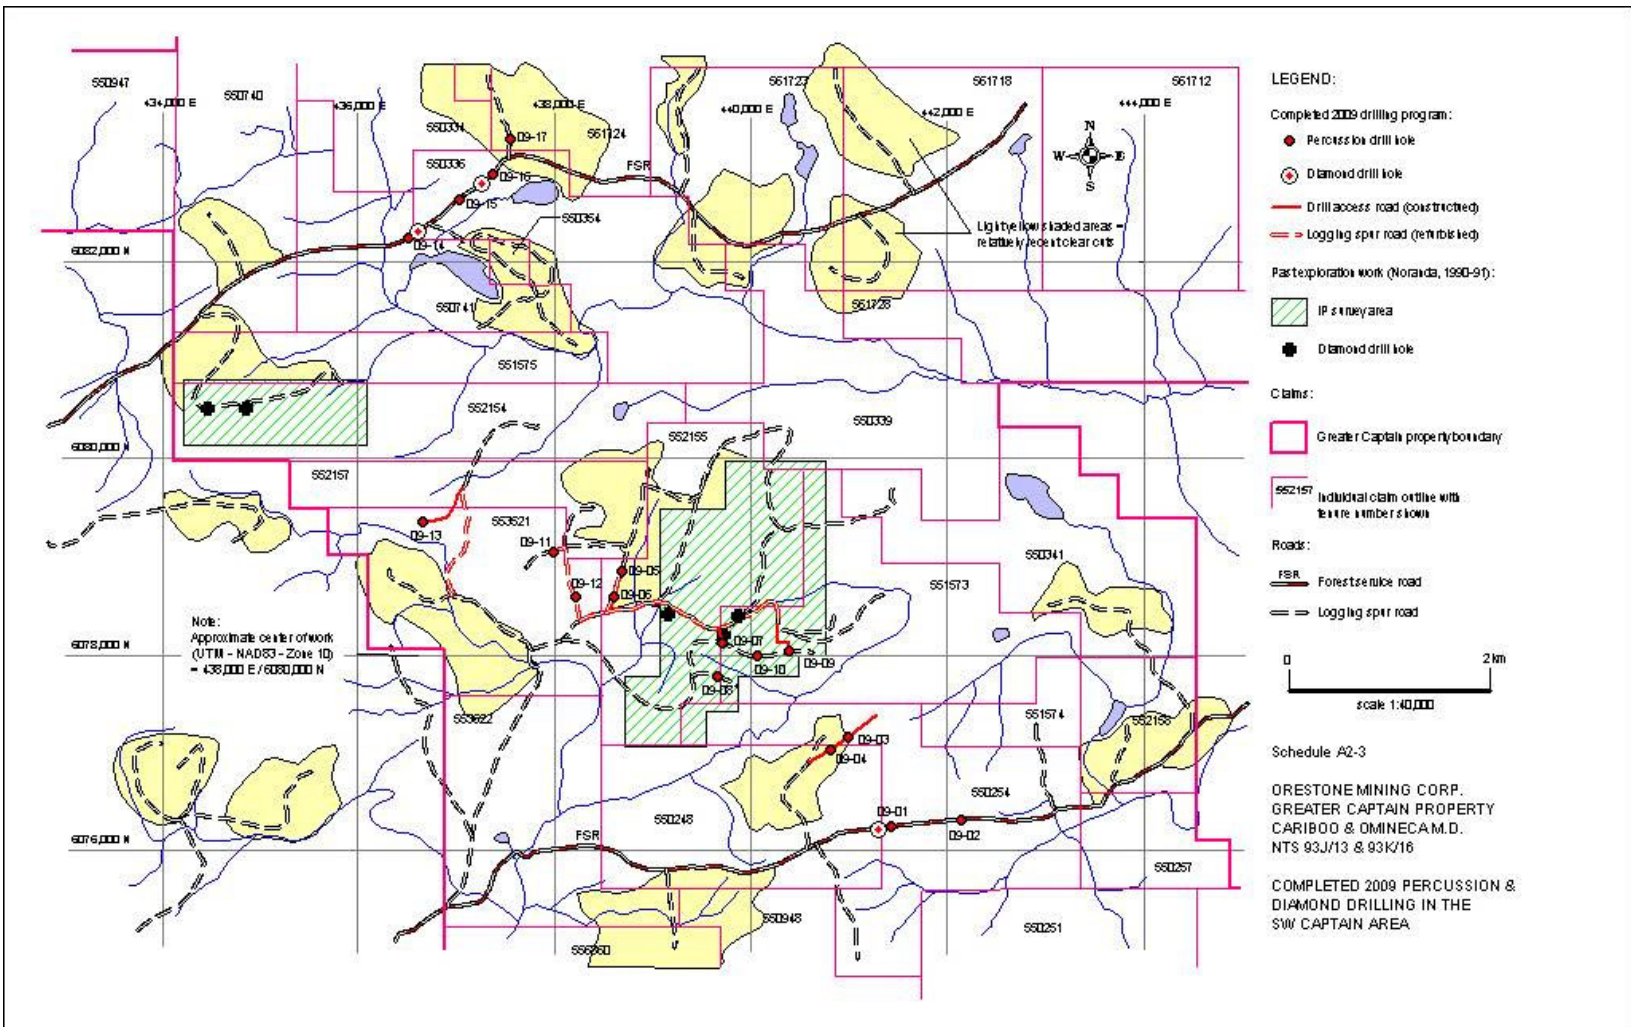 550947
434,000 E
550740
436,000 E
550334
438,000 E
561724
561723
440,000 E
561718
442,000 E
561712
444,000 E
09-17
550336
09-16
FSR
09-15
550354
09-14
N
W E
S
Light yellow shaded areas =
relatively recent clear cuts
6082,000 N
550741
561728
551575
552154
550339
6080,000 N
552155
552157
553621
09-13
09-11
09-05
09-12
09-06
551573
550341
09-07
09-09
09-10
09-08
6078,000 N
Note:
Approximate center of work
(UTM - NAD83 - Zone 10)
= 438,000 E / 6080,000 N
553622
551574
552156
09-03
09-04
550254
550248
09-01
09-02
FSR
6076,000 N
550257
550948
556360
550251
LEGEND:
Completed 2009 drilling program:
Percussion drill hole
Diamond drill hole
Drill access road (constructed)
Logging spur road (refurbished)
Past exploration work (Noranda, 1990-91):
IP survey area
Diamond drill hole
Claims:
Greater Captain property boundary
552157
Individual claim outline with
tenure number shown
Roads:
FSR
Forest service road
Logging spur road
0 2 km
scale 1:40,000
Schedule A2-3
ORESTONE MINING CORP.
GREATER CAPTAIN PROPERTY
CARIBOO & OMINECA M.D.
NTS 93J/13 & 93K/16
COMPLETED 2009 PERCUSSION &
DIAMOND DRILLING IN THE
SW CAPTAIN AREA